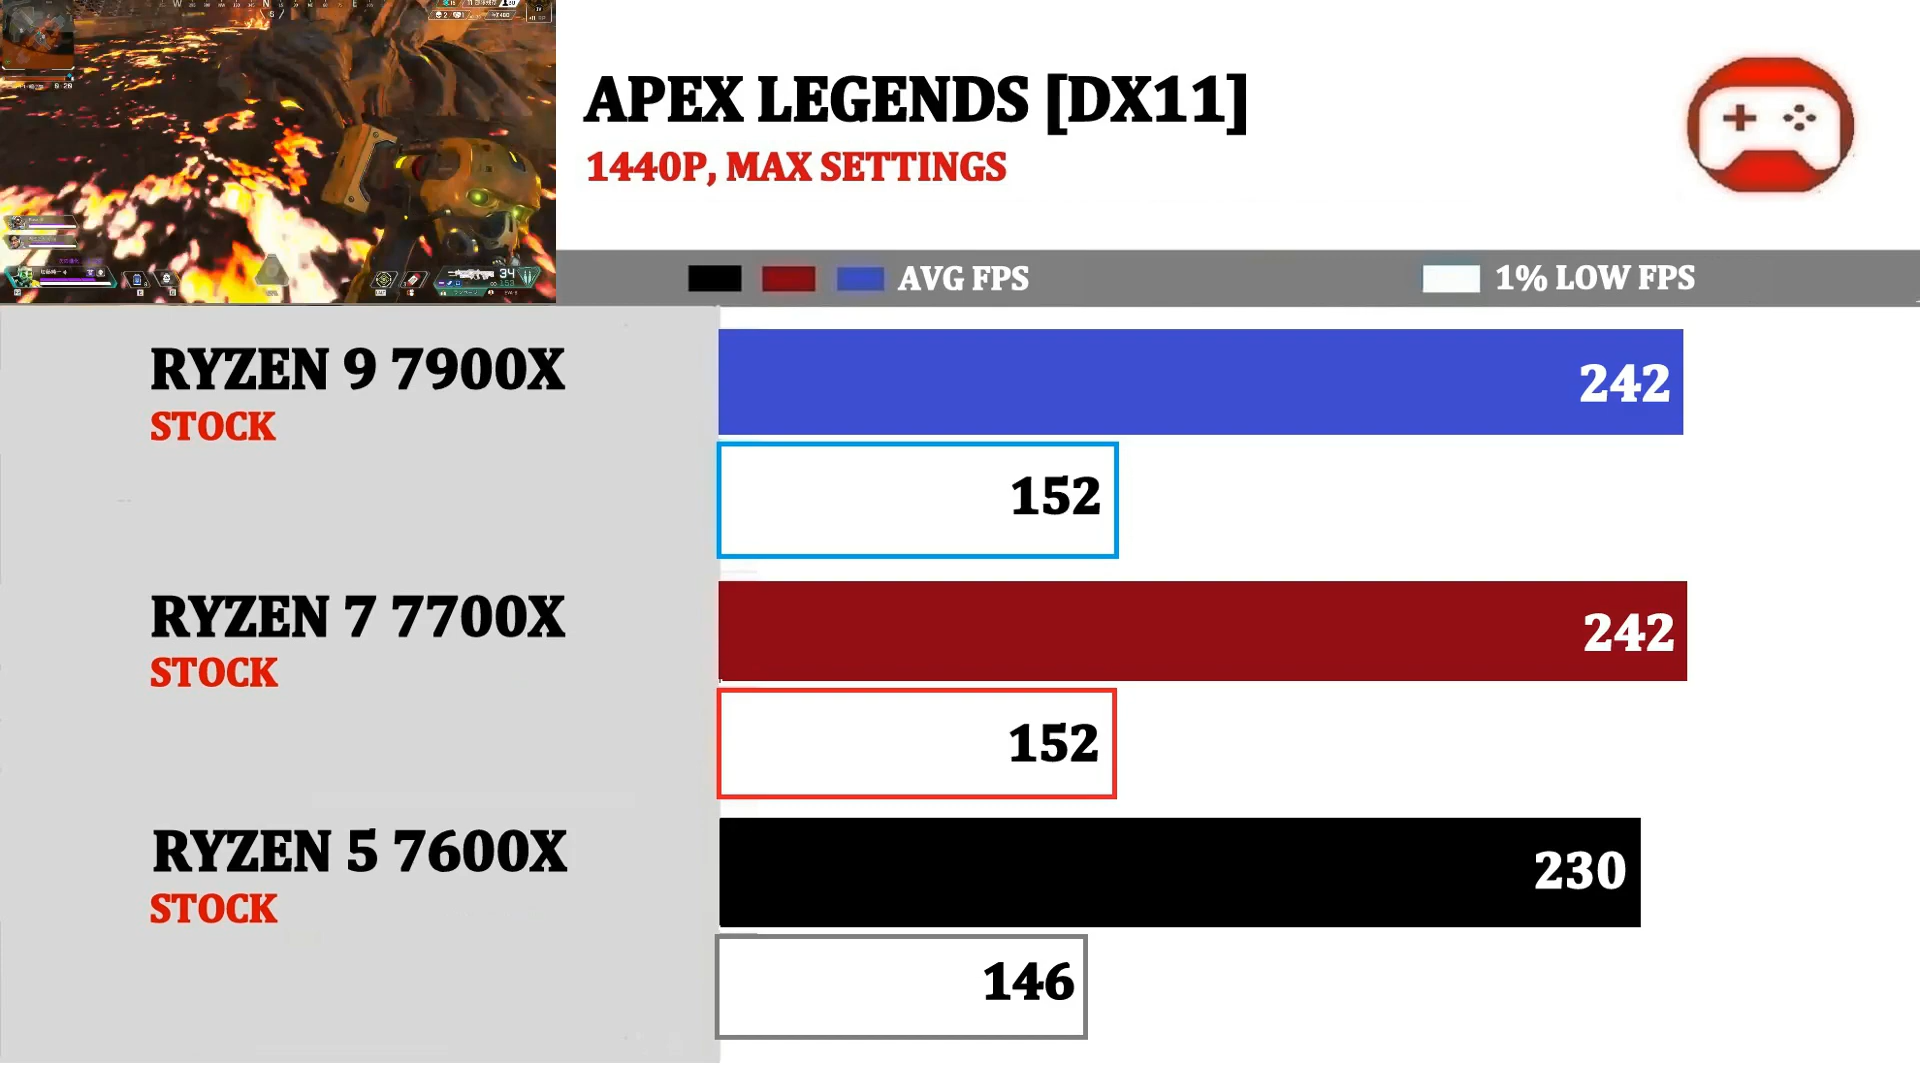 APEX LEGENDS [DX11]
1440P, MAX SETTINGS
AVG FPS
1% LOW FPS
RYZEN 9 7900X
STOCK
242
152
RYZEN 7 7700X
STOCK
242
152
RYZEN 5 7600X
STOCK
230
146
34